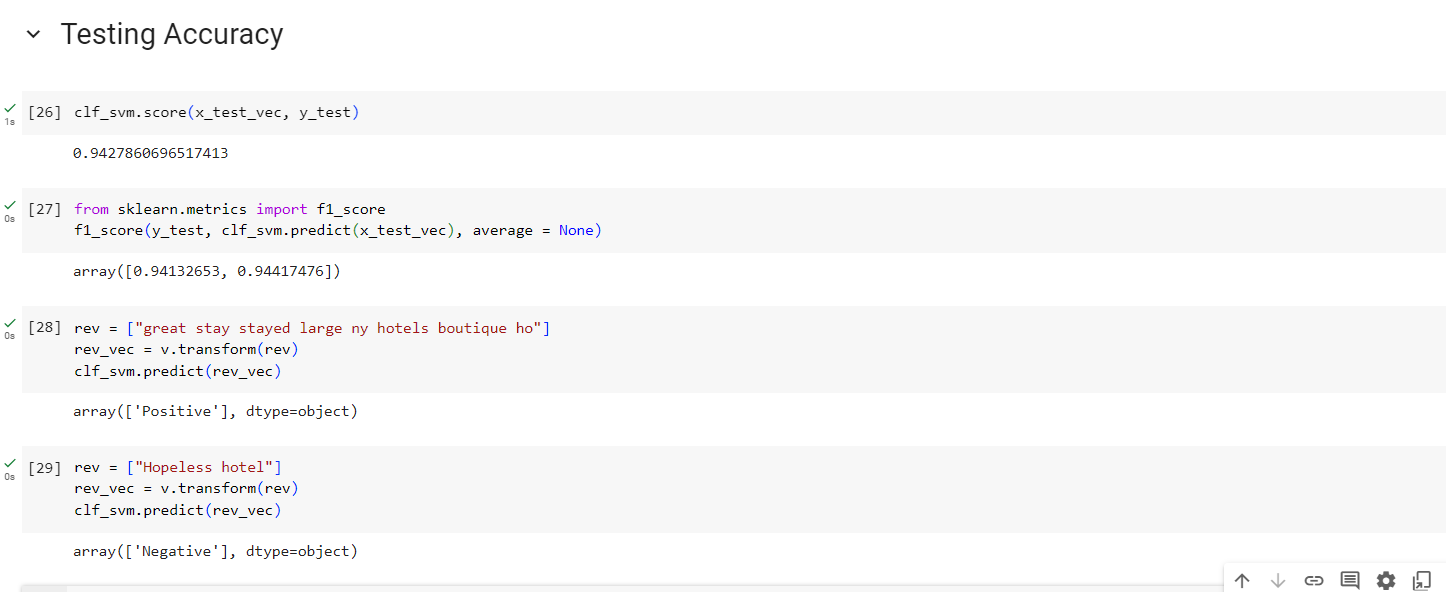 Testing Accuracy
1s
[26] clf_svm.score(x_test_vec, y_test)
0.9427860696517413
0s
[27] from sklearn.metrics import f1_score
f1_score(y_test, clf_svm.predict(x_test_vec), average = None)
array([0.94132653, 0.94417476])
0s
[28] rev = ["great stay stayed large ny hotels boutique ho"]
rev_vec = v.transform(rev)
clf_svm.predict(rev_vec)
array(['Positive'], dtype=object)
0s
[29] rev = ["Hopeless hotel"]
rev_vec = v.transform(rev)
clf_svm.predict(rev_vec)
array(['Negative'], dtype=object)